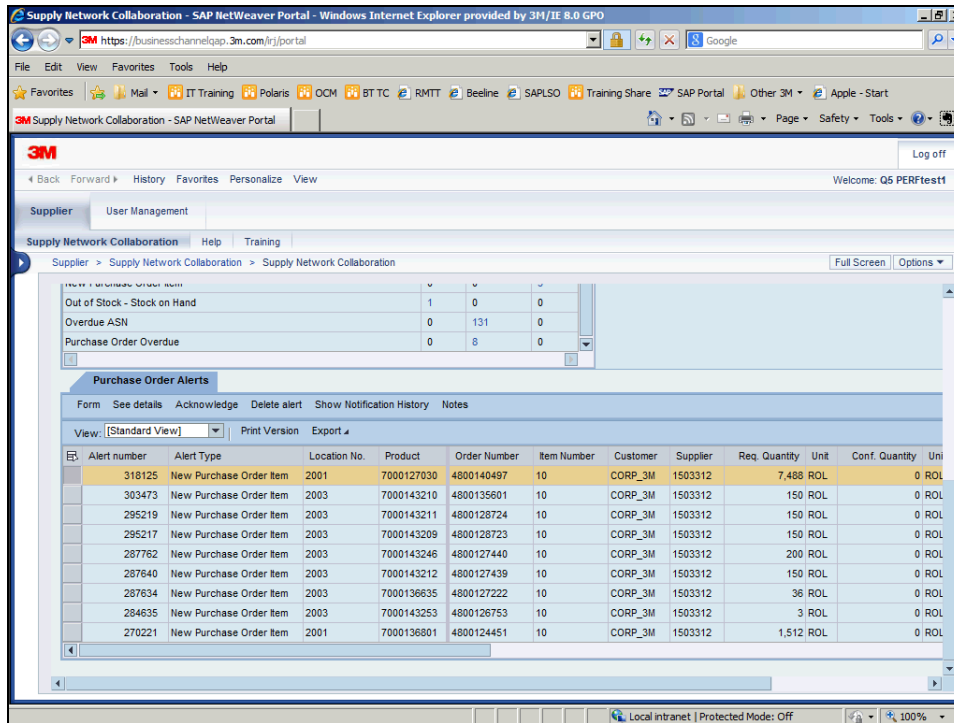 Supply Network Collaboration - SAP NetWeaver Portal - Windows Internet Explorer provided by 3M/IE 8.0 GPO
3M https://businesschannelqap.3m.com/irj/portal
Google
File Edit View Favorites Tools Help
Favorites Mail IT Training Polaris OCM BT TC RMTT Beeline SAPLSO Training Share SAP Portal Other 3M Apple - Start
3M Supply Network Collaboration - SAP NetWeaver Portal
Page Safety Tools
3M Log off
Back Forward History Favorites Personalize View Welcome: Q5 PERFtest1
Supplier User Management
Supply Network Collaboration Help Training
Supplier > Supply Network Collaboration > Supply Network Collaboration Full Screen Options
New Purchase Order Item 0 0 9
Out of Stock - Stock on Hand 1 0 0
Overdue ASN 0 131 0
Purchase Order Overdue 0 8 0
Purchase Order Alerts
Form See details Acknowledge Delete alert Show Notification History Notes
View: [Standard View] Print Version Export
Alert number Alert Type Location No. Product Order Number Item Number Customer Supplier Req. Quantity Unit Conf. Quantity Uni
318125 New Purchase Order Item 2001 7000127030 4800140497 10 CORP_3M 1503312 7,488 ROL 0 ROL
303473 New Purchase Order Item 2003 7000143210 4800135601 10 CORP_3M 1503312 150 ROL 0 ROL
295219 New Purchase Order Item 2003 7000143211 4800128724 10 CORP_3M 1503312 150 ROL 0 ROL
295217 New Purchase Order Item 2003 7000143209 4800128723 10 CORP_3M 1503312 150 ROL 0 ROL
287762 New Purchase Order Item 2003 7000143246 4800127440 10 CORP_3M 1503312 200 ROL 0 ROL
287640 New Purchase Order Item 2003 7000143212 4800127439 10 CORP_3M 1503312 150 ROL 0 ROL
287634 New Purchase Order Item 2003 7000136635 4800127222 10 CORP_3M 1503312 36 ROL 0 ROL
284635 New Purchase Order Item 2003 7000143253 4800126753 10 CORP_3M 1503312 3 ROL 0 ROL
270221 New Purchase Order Item 2001 7000136801 4800124451 10 CORP_3M 1503312 1,512 ROL 0 ROL
Local intranet | Protected Mode: Off 100%